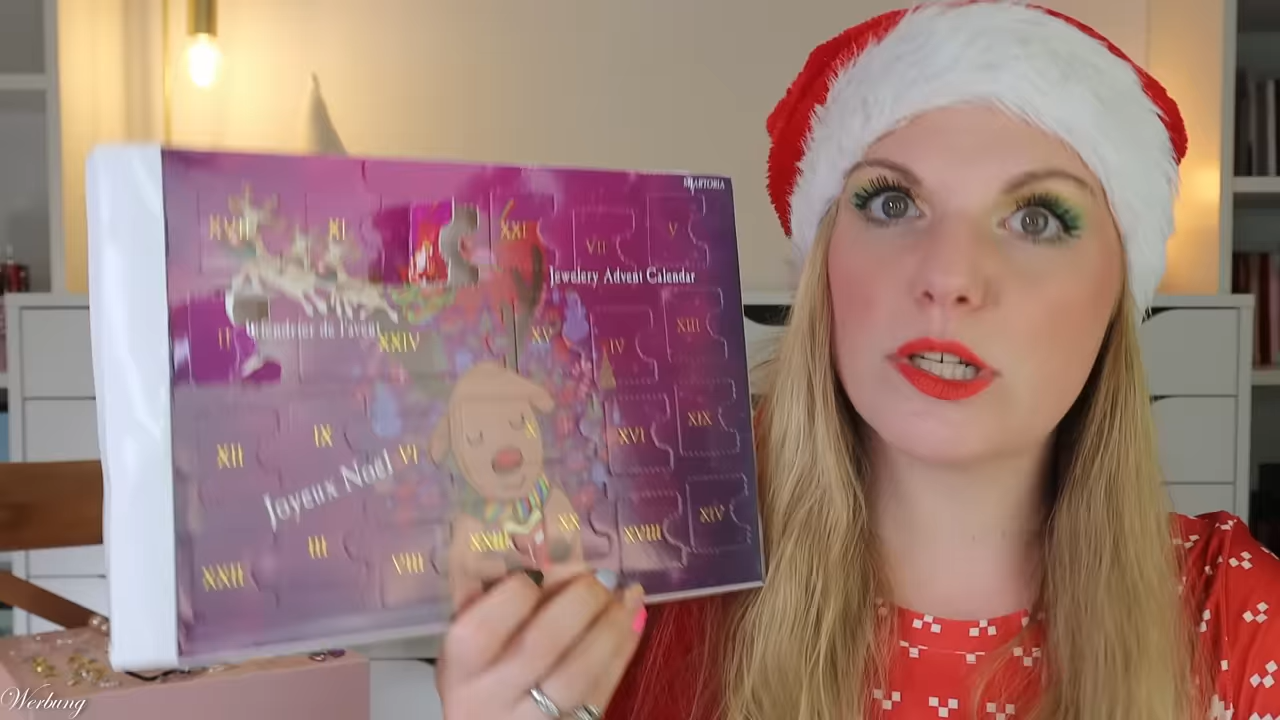 MYARTORIA
XVII XI XXI VII V
Jewelery Advent Calendar
II
Calendrier de l'avent
XXIV XV IV XIII
XII IX VI X XVI XIX
Joyeux Noël
XXII III VIII XXIII XX XVIII XIV
Werbung